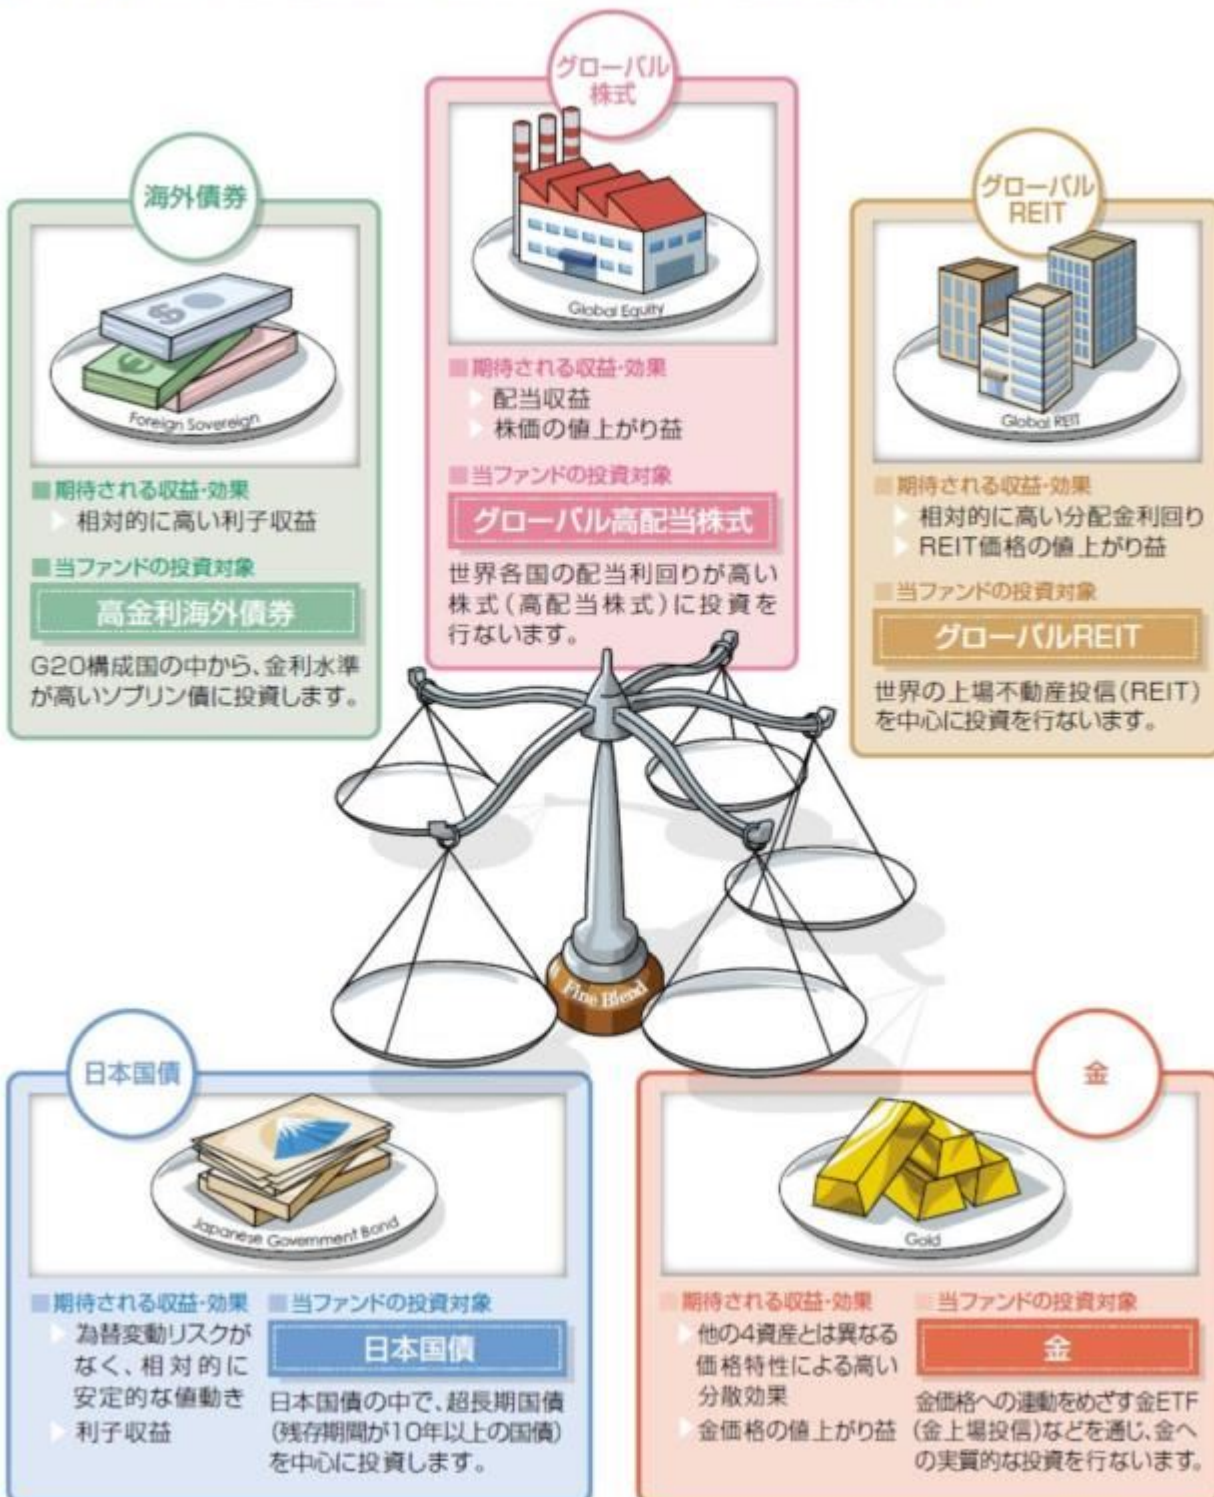 グローバル
株式
Global Equity
■期待される収益・効果
配当収益
株価の値上がり益
■当ファンドの投資対象
グローバル高配当株式
世界各国の配当利回りが高い
株式（高配当株式）に投資を
行ないます。
海外債券
Foreign Sovereign
■期待される収益・効果
相対的に高い利子収益
■当ファンドの投資対象
高金利海外債券
G20構成国の中から、金利水準
が高いソブリン債に投資します。
グローバル
REIT
Global REIT
■期待される収益・効果
相対的に高い分配金利回り
REIT価格の値上がり益
■当ファンドの投資対象
グローバルREIT
世界の上場不動産投信（REIT）
を中心に投資を行ないます。
Fine Blend
日本国債
Japanese Government Bond
■期待される収益・効果
為替変動リスクが
なく、相対的に
安定的な値動き
利子収益
■当ファンドの投資対象
日本国債
日本国債の中で、超長期国債
（残存期間が10年以上の国債）
を中心に投資します。
金
Gold
■期待される収益・効果
他の4資産とは異なる
価格特性による高い
分散効果
金価格の値上がり益
■当ファンドの投資対象
金
金価格への連動をめざす金ETF
（金上場投信）などを通じ、金へ
の実質的な投資を行ないます。